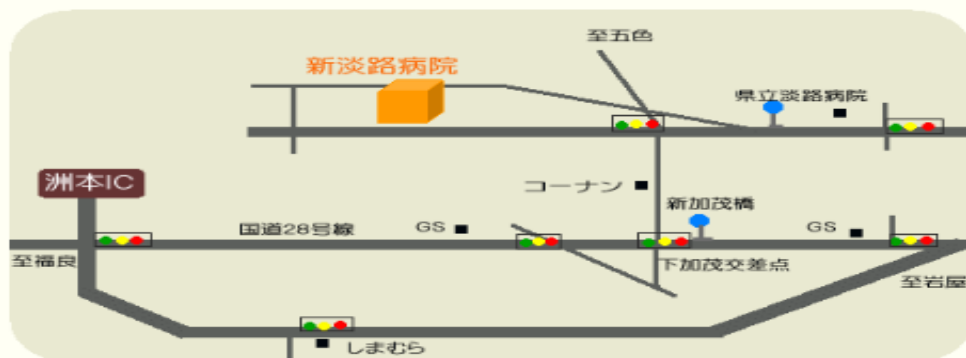 至五色
新淡路病院
県立淡路病院
洲本IC
コーナン
新加茂橋
国道28号線
GS
GS
至福良
下加茂交差点
至岩屋
しまむら